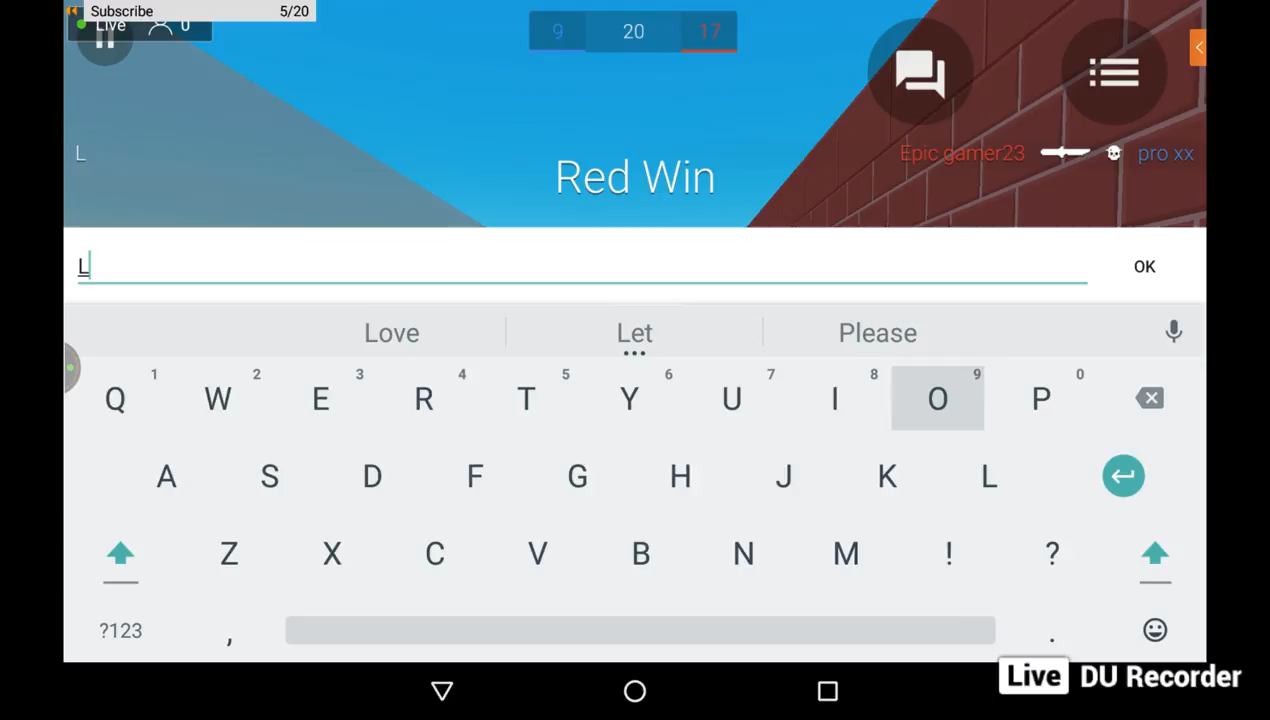 Subscribe 5/20
Live 0
9 20 17
L
Epic gamer23 pro xx
Red Win
L OK
Love Let Please
1 2 3 4 5 6 7 8 9 0
Q W E R T Y U I O P
A S D F G H J K L
Z X C V B N M ! ?
?123 , .
Live DU Recorder